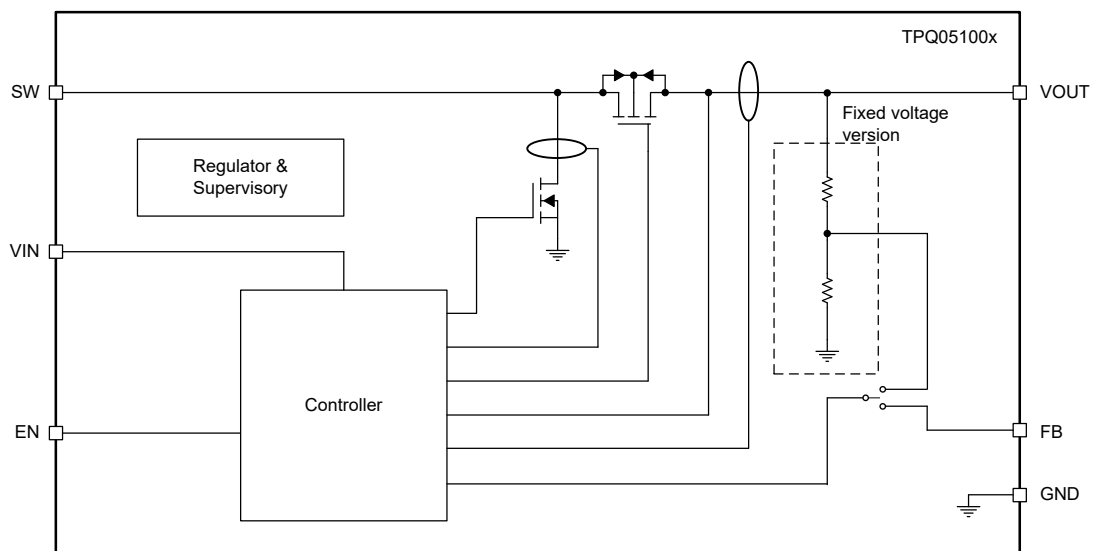 TPQ05100x
SW
VOUT
Fixed voltage
version
Regulator &
Supervisory
VIN
Controller
EN
FB
GND